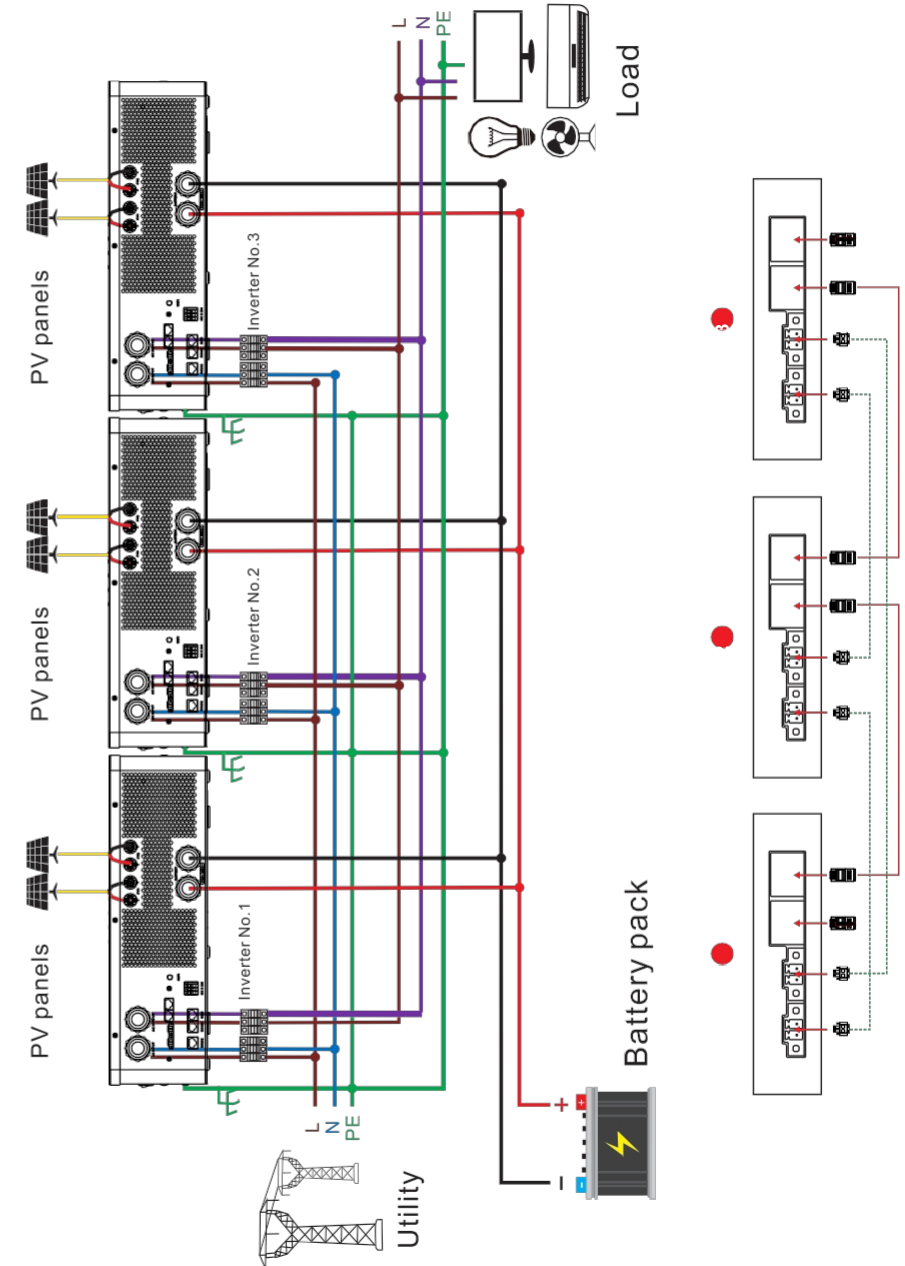 PV panels
PV panels
PV panels
Inverter No.1
Inverter No.2
Inverter No.3
L
N
PE
Load
L
N
PE
Utility
+
−
+
−
Battery pack
3